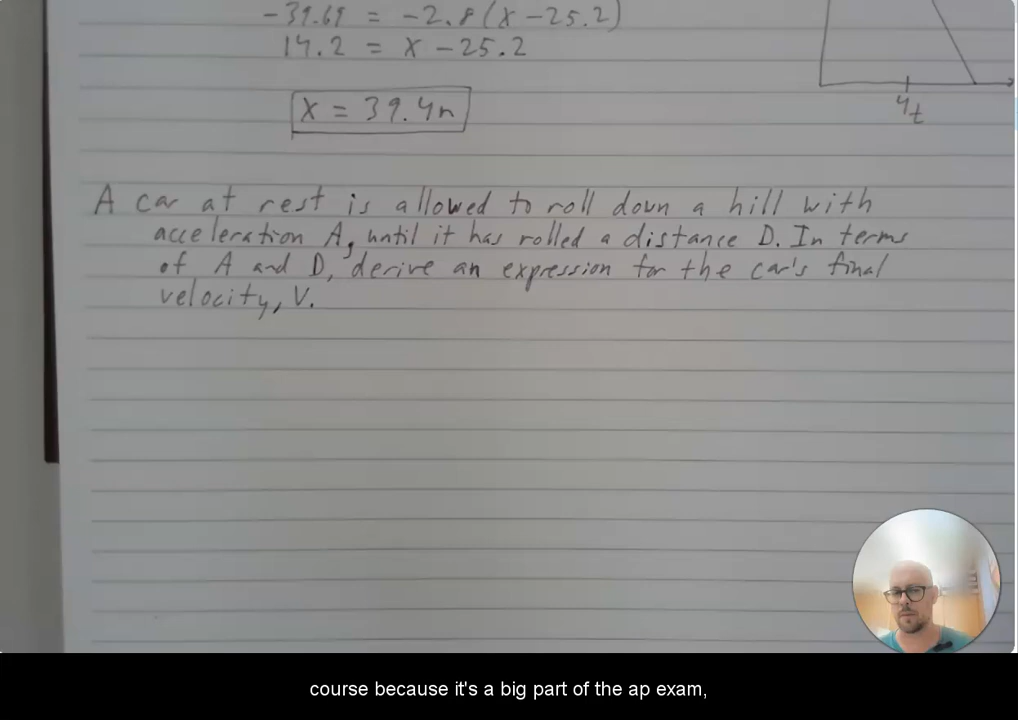 -39.69 = -2.8(x-25.2)
14.2 = x - 25.2
x = 39.4m
4 t
A car at rest is allowed to roll down a hill with
acceleration A, until it has rolled a distance D. In terms
of A and D, derive an expression for the car's final
velocity, V.
course because it's a big part of the ap exam,